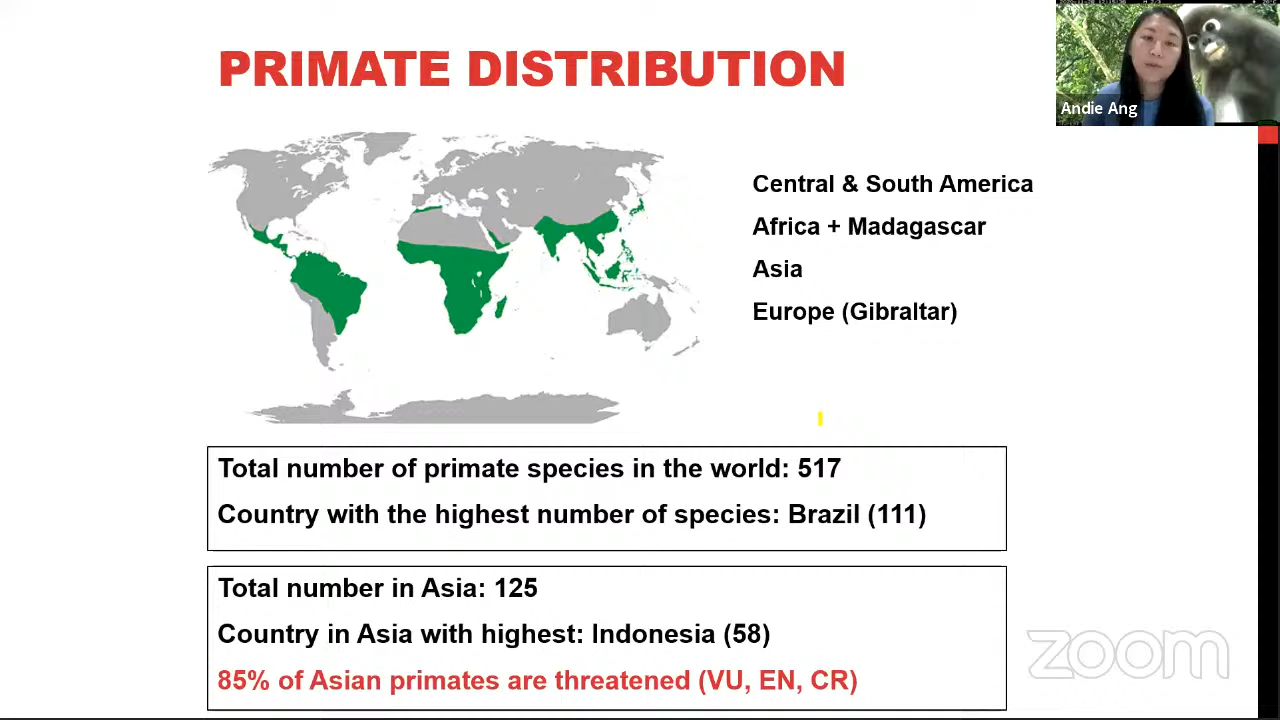 PRIMATE DISTRIBUTION
Andie Ang
Central & South America
Africa + Madagascar
Asia
Europe (Gibraltar)
Total number of primate species in the world: 517
Country with the highest number of species: Brazil (111)
Total number in Asia: 125
Country in Asia with highest: Indonesia (58)
85% of Asian primates are threatened (VU, EN, CR)
zoom